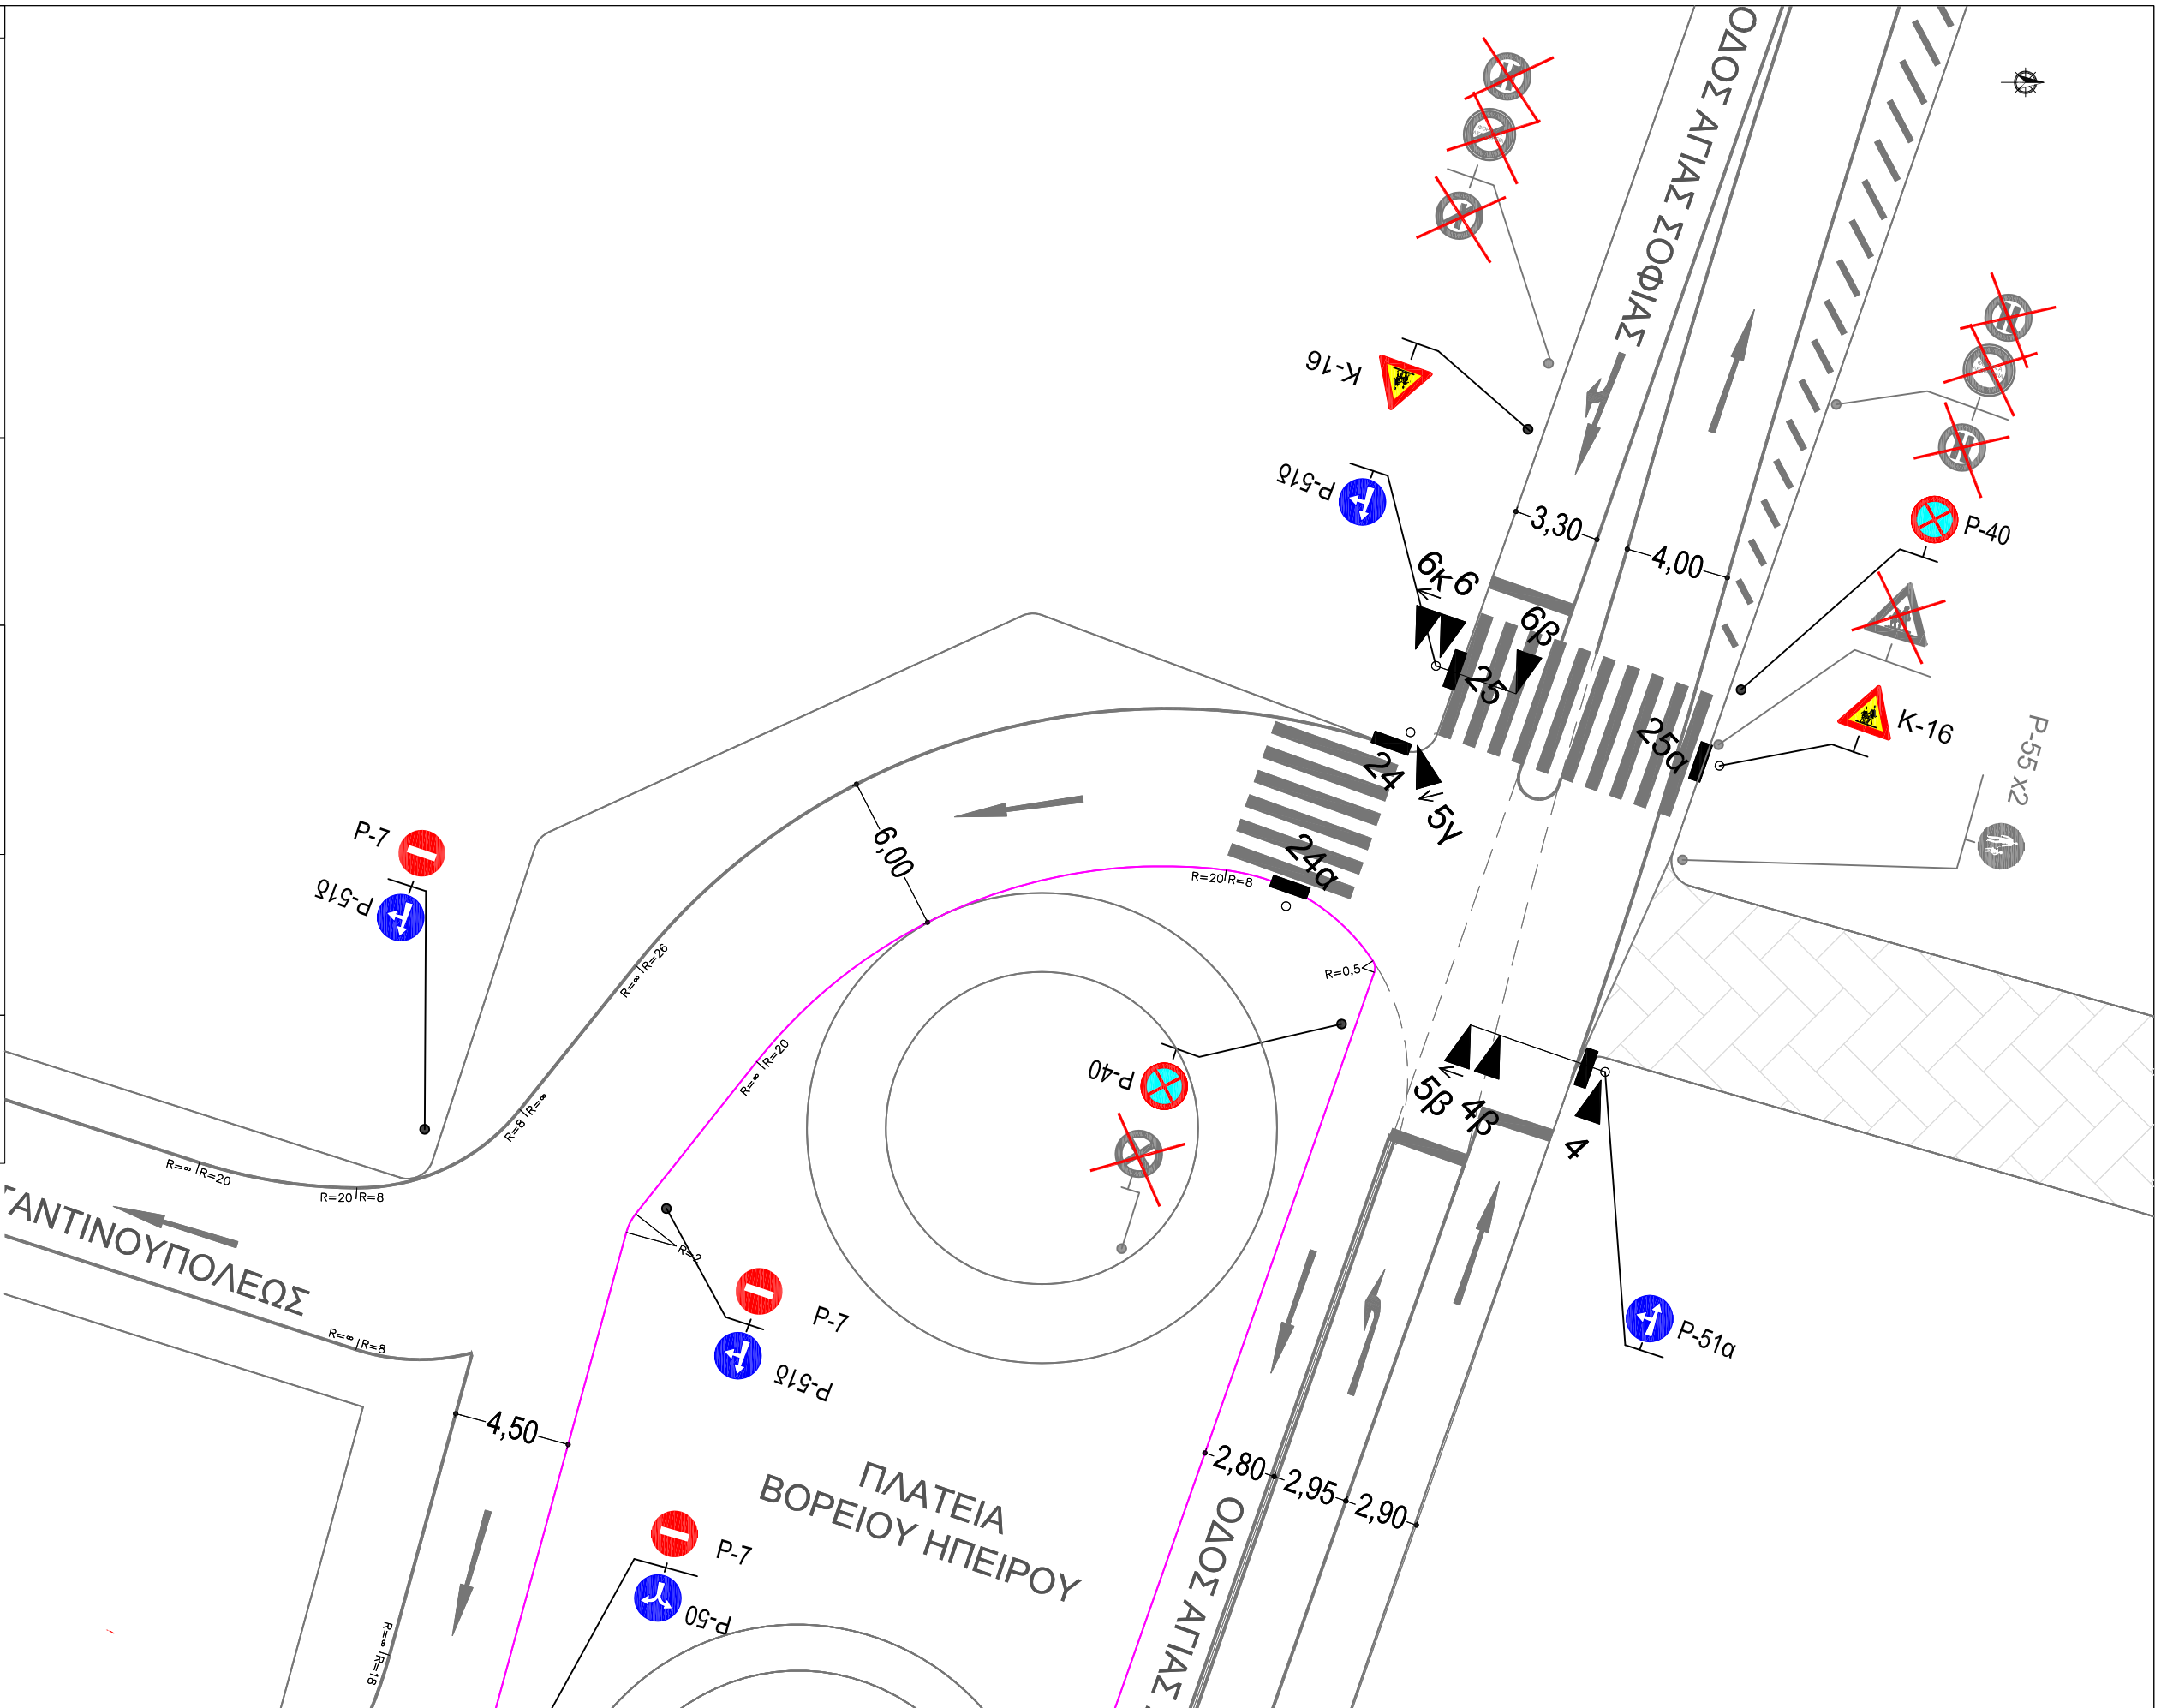 ΟΔΟΣ ΑΓΙΑΣ ΣΟΦΙΑΣ
Κ-16
Ρ-51δ
3,30
4,00
Ρ-40
6κ6
6β
25
25α
Κ-16
Ρ-55 x2
24
5γ
24α
6,00
R=20 R=8
R=0,5
Ρ-7
Ρ-51δ
R=∞ R=26
R=∞ R=20
Ρ-40
R=8 R=∞
5β 4β
4
R=∞ R=20
R=20 R=8
ΤΑΝΤΙΝΟΥΠΟΛΕΩΣ
R=2
Ρ-7
Ρ-51δ
Ρ-51α
R=∞ R=8
4,50
2,80
2,95
2,90
ΠΛΑΤΕΙΑ
ΒΟΡΕΙΟΥ ΗΠΕΙΡΟΥ
Ρ-7
Ρ-50
R=∞ R=18
ΟΔΟΣ ΑΓΙΑΣ